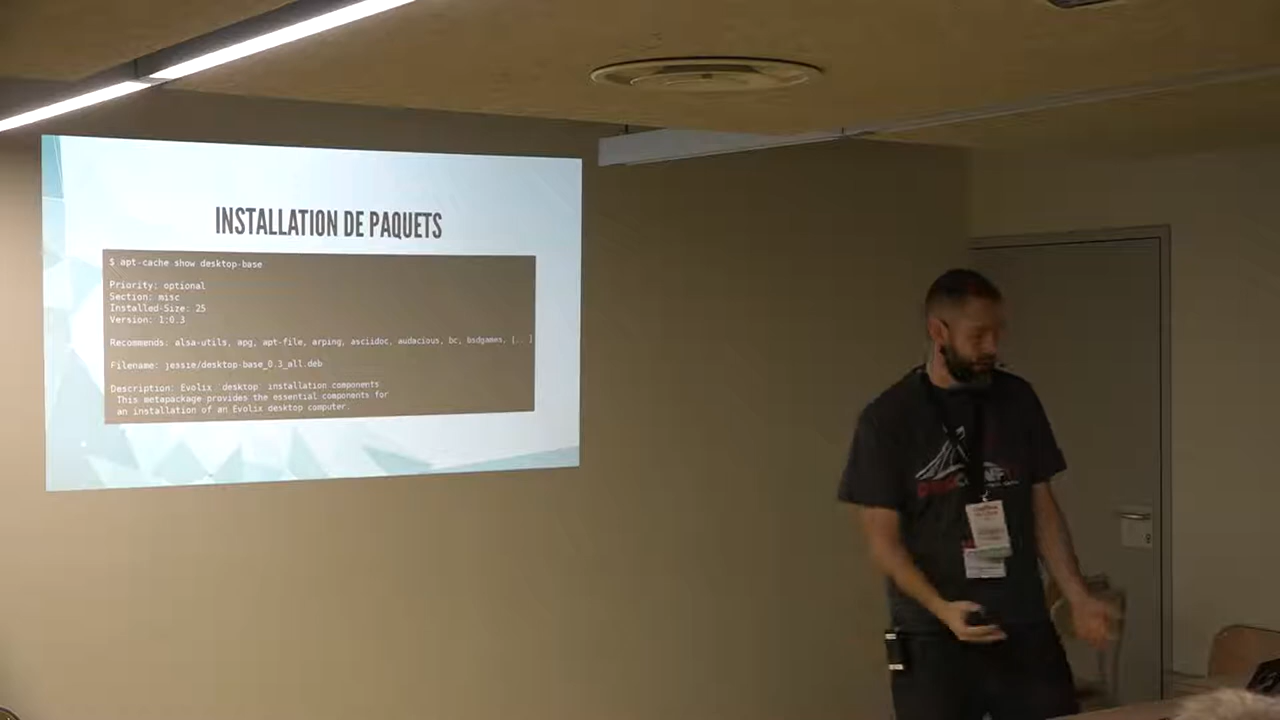 INSTALLATION DE PAQUETS
$ apt-cache show desktop-base
Priority: optional
Section: misc
Installed-Size: 25
Version: 1:0.3
Recommends: alsa-utils, apg, apt-file, arping, asciidoc, audacious, bc, bsdgames, [...]
Filename: jessie/desktop-base_0.3_all.deb
Description: Evolix desktop installation components
This metapackage provides the essential components for
an installation of an Evolix desktop computer.